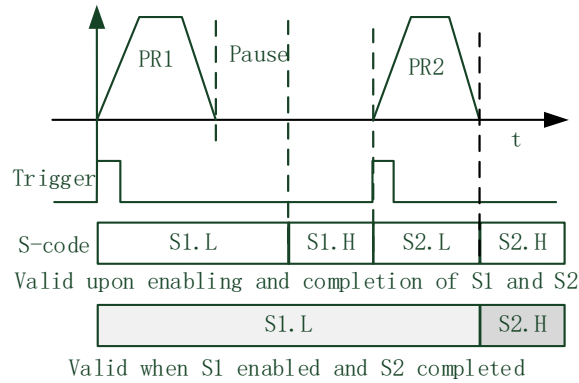 PR1
Pause
PR2
t
Trigger
S-code S1.L S1.H S2.L S2.H
Valid upon enabling and completion of S1 and S2
S1.L S2.H
Valid when S1 enabled and S2 completed